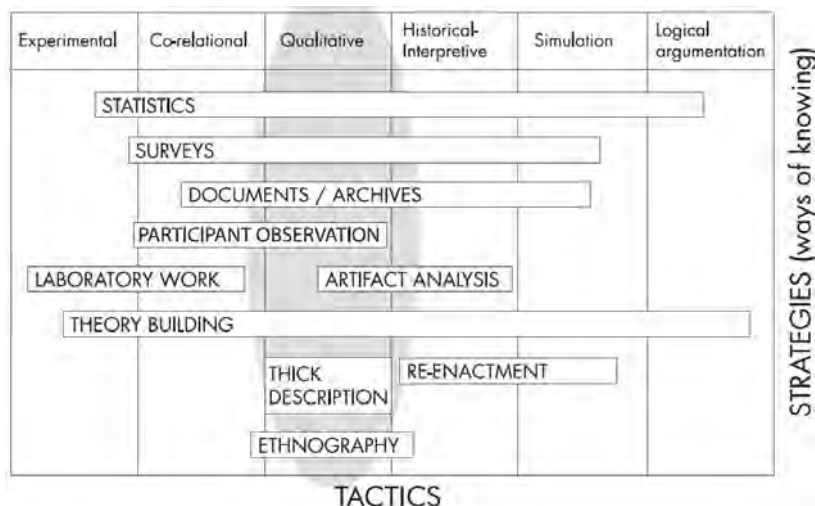 Experimental
Co-relational
Qualitative
Historical-
Interpretive
Simulation
Logical
argumentation
STATISTICS
SURVEYS
DOCUMENTS / ARCHIVES
PARTICIPANT OBSERVATION
LABORATORY WORK
ARTIFACT ANALYSIS
THEORY BUILDING
THICK
DESCRIPTION
RE-ENACTMENT
ETHNOGRAPHY
TACTICS
STRATEGIES (ways of knowing)